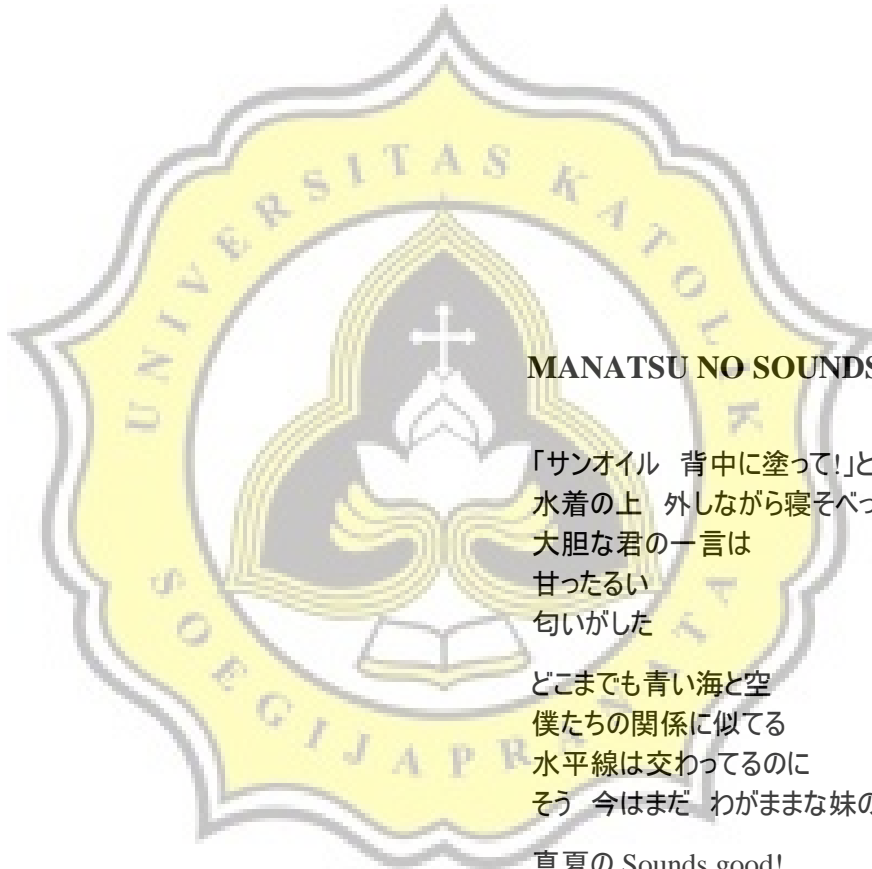 UNIVERSITAS KATOLIK
SOEGIJAPRANATA
MANATSU NO SOUNDS
「サンオイル 背中に塗って!」と
水着の上 外しながら寝そべっ
大胆な君の一言は
甘ったるい
匂いがした
どこまでも青い海と空
僕たちの関係に似てる
水平線は交わってるのに
そう 今はまだ わがままな妹の
真夏の Sounds good!